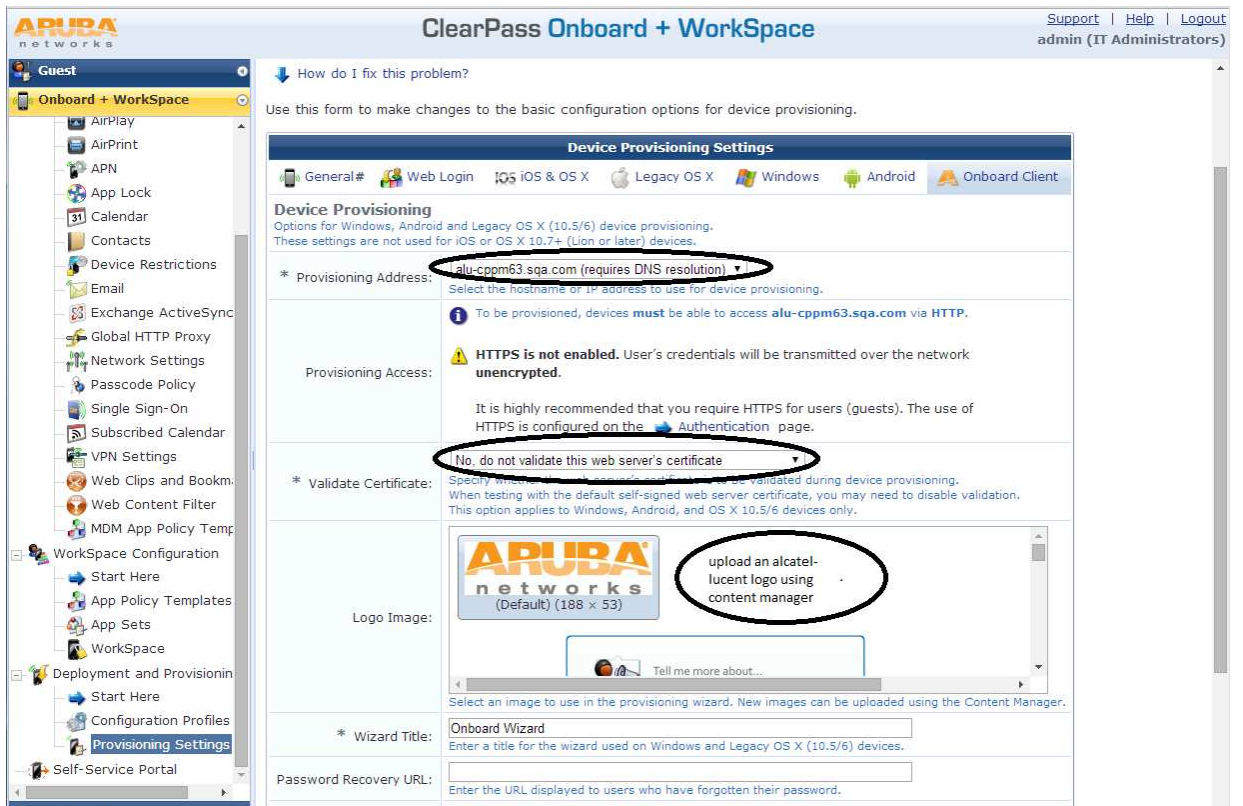 ARUBA
networks
ClearPass Onboard + WorkSpace
Support | Help | Logout
admin (IT Administrators)
Guest
Onboard + WorkSpace
AirPlay
AirPrint
APN
App Lock
Calendar
Contacts
Device Restrictions
Email
Exchange ActiveSync
Global HTTP Proxy
Network Settings
Passcode Policy
Single Sign-On
Subscribed Calendar
VPN Settings
Web Clips and Bookm
Web Content Filter
MDM App Policy Temp
WorkSpace Configuration
Start Here
App Policy Templates
App Sets
WorkSpace
Deployment and Provisionin
Start Here
Configuration Profiles
Provisioning Settings
Self-Service Portal
How do I fix this problem?
Use this form to make changes to the basic configuration options for device provisioning.
Device Provisioning Settings
General# Web Login iOS iOS & OS X Legacy OS X Windows Android Onboard Client
Device Provisioning
Options for Windows, Android and Legacy OS X (10.5/6) device provisioning.
These settings are not used for iOS or OS X 10.7+ (Lion or later) devices.
* Provisioning Address:
alu-cppm63.sqa.com (requires DNS resolution)
Select the hostname or IP address to use for device provisioning.
Provisioning Access:
To be provisioned, devices must be able to access alu-cppm63.sqa.com via HTTP.
HTTPS is not enabled. User's credentials will be transmitted over the network
unencrypted.
It is highly recommended that you require HTTPS for users (guests). The use of
HTTPS is configured on the Authentication page.
* Validate Certificate:
No, do not validate this web server's certificate
Specify whether the web server's certificate is to be validated during device provisioning.
When testing with the default self-signed web server certificate, you may need to disable validation.
This option applies to Windows, Android, and OS X 10.5/6 devices only.
Logo Image:
ARUBA
networks
(Default) (188 × 53)
upload an alcatel-
lucent logo using
content manager
Tell me more about...
Select an image to use in the provisioning wizard. New images can be uploaded using the Content Manager.
* Wizard Title:
Onboard Wizard
Enter a title for the wizard used on Windows and Legacy OS X (10.5/6) devices.
Password Recovery URL:
Enter the URL displayed to users who have forgotten their password.